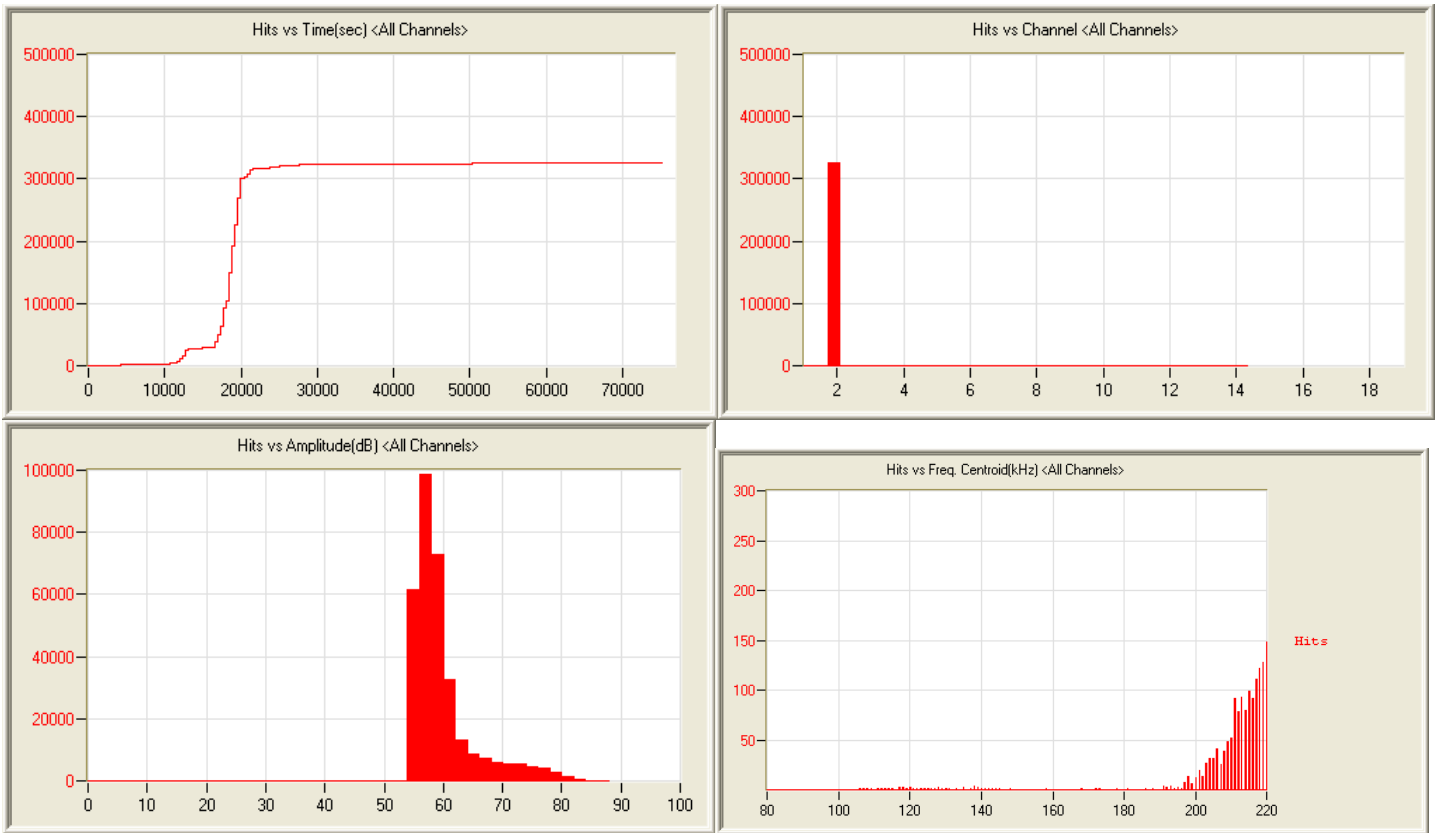 Hits vs Time(sec) <All Channels>
500000
400000
300000
200000
100000
0
0 10000 20000 30000 40000 50000 60000 70000
Hits vs Channel <All Channels>
500000
400000
300000
200000
100000
0
2 4 6 8 10 12 14 16 18
Hits vs Amplitude(dB) <All Channels>
100000
80000
60000
40000
20000
0
0 10 20 30 40 50 60 70 80 90 100
Hits vs Freq. Centroid(kHz) <All Channels>
300
250
200
150
100
50
80 100 120 140 160 180 200 220
Hits